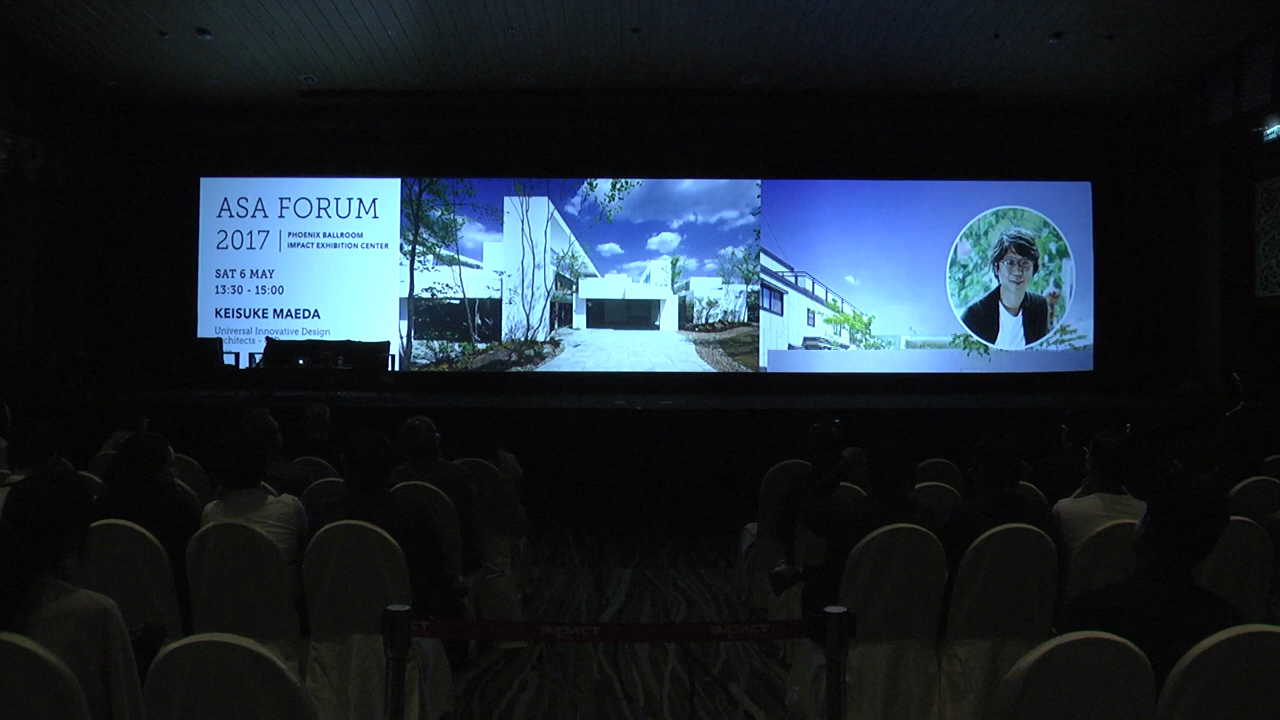 ASA FORUM
2017 | PHOENIX BALLROOM
IMPACT EXHIBITION CENTER
SAT 6 MAY
13:30 - 15:00
KEISUKE MAEDA
Universal Innovative Design
Architects -
IMPACT IMPACT